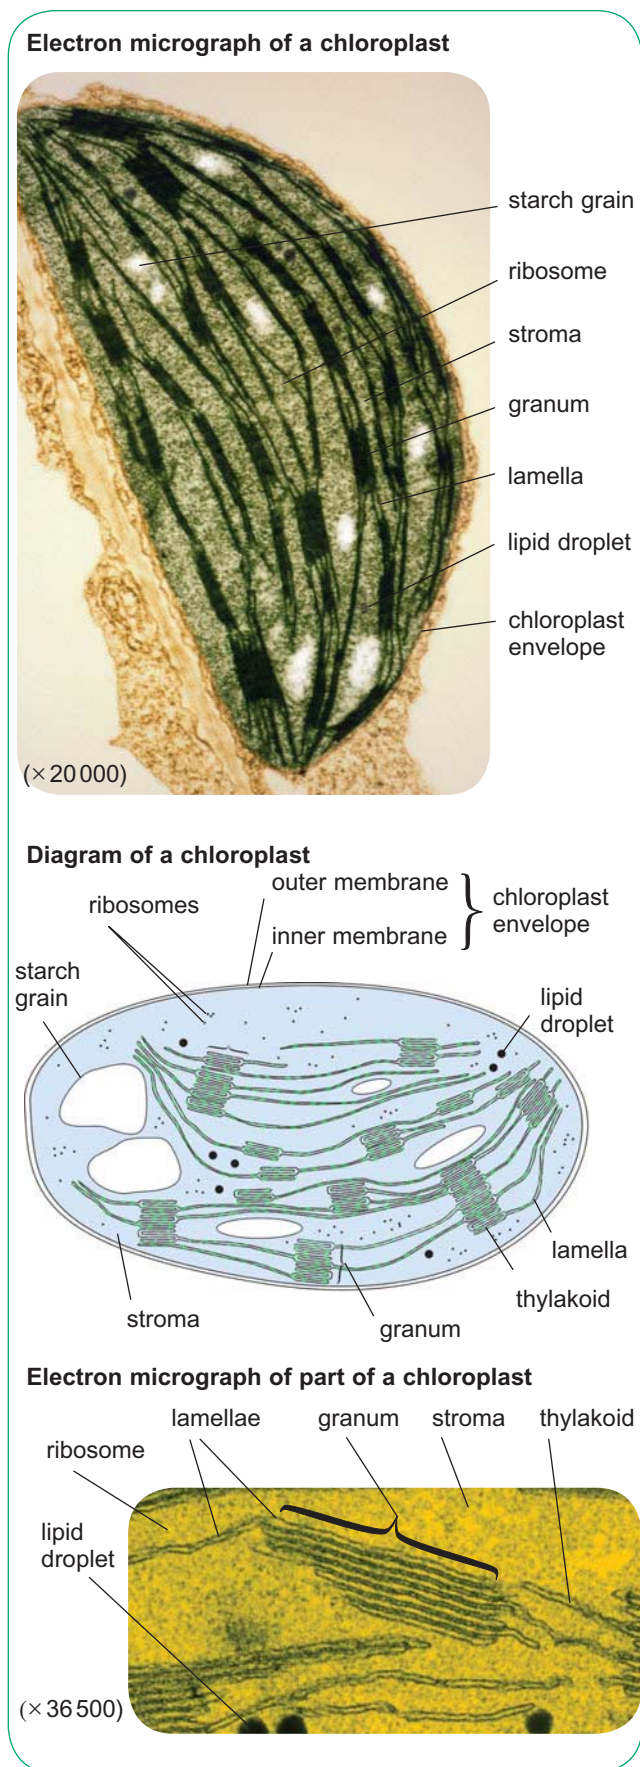 Electron micrograph of a chloroplast
starch grain
ribosome
stroma
granum
lamella
lipid droplet
chloroplast
envelope
(×20 000)
Diagram of a chloroplast
outer membrane
inner membrane
chloroplast
envelope
ribosomes
starch
grain
lipid
droplet
lamella
thylakoid
stroma
granum
Electron micrograph of part of a chloroplast
lamellae
granum
stroma
thylakoid
ribosome
lipid
droplet
(×36 500)